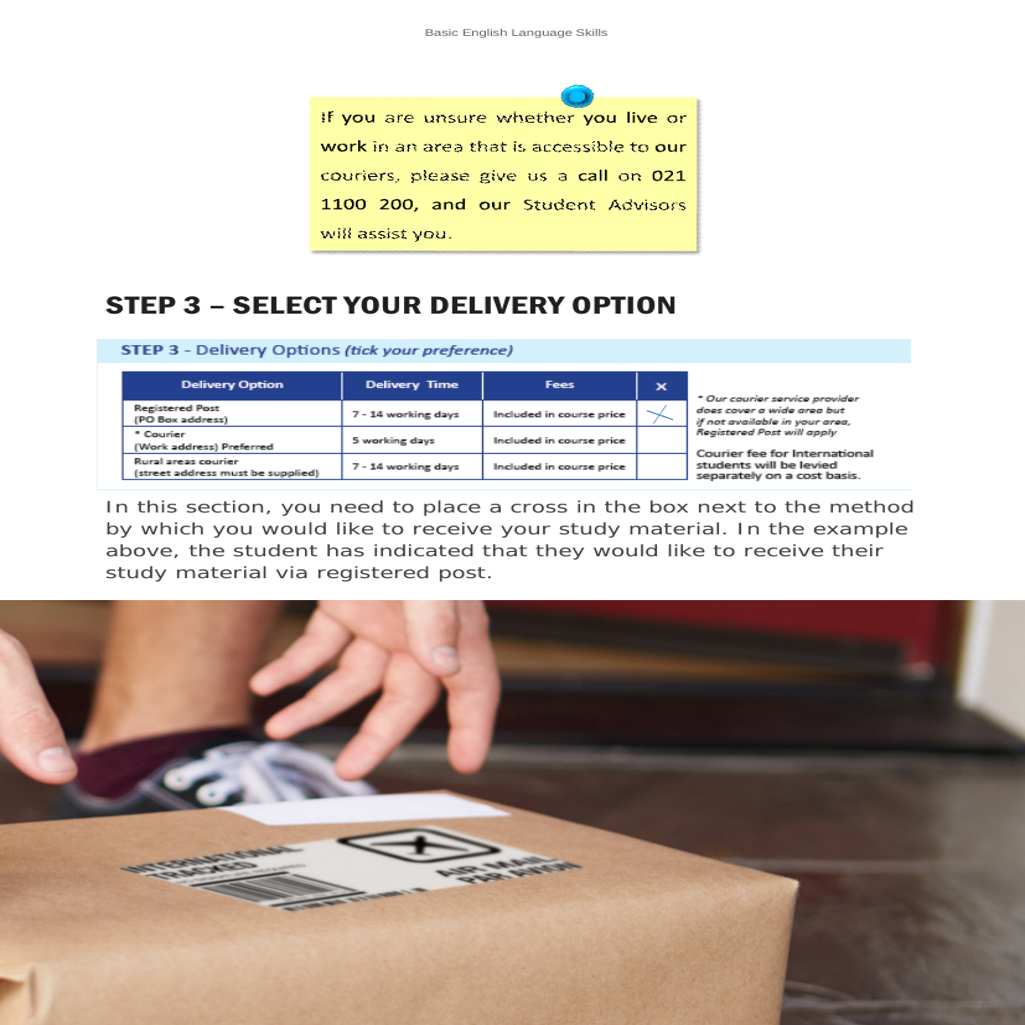 Basic English Language Skills
If you are unsure whether you live or
work in an area that is accessible to our
couriers, please give us a call on 021
1100 200, and our Student Advisors
will assist you.
STEP 3 – SELECT YOUR DELIVERY OPTION
STEP 3 - Delivery Options (tick your preference)
Delivery Option Delivery Time Fees X
Registered Post
(PO Box address) 7 - 14 working days Included in course price X
* Courier
(Work address) Preferred 5 working days Included in course price
Rural areas courier
(street address must be supplied) 7 - 14 working days Included in course price
* Our courier service provider
does cover a wide area but
if not available in your area,
Registered Post will apply
Courier fee for International
students will be levied
separately on a cost basis.
In this section, you need to place a cross in the box next to the method
by which you would like to receive your study material. In the example
above, the student has indicated that they would like to receive their
study material via registered post.
INTERNATIONAL
TRACKED
AIR MAIL
PAR AVION